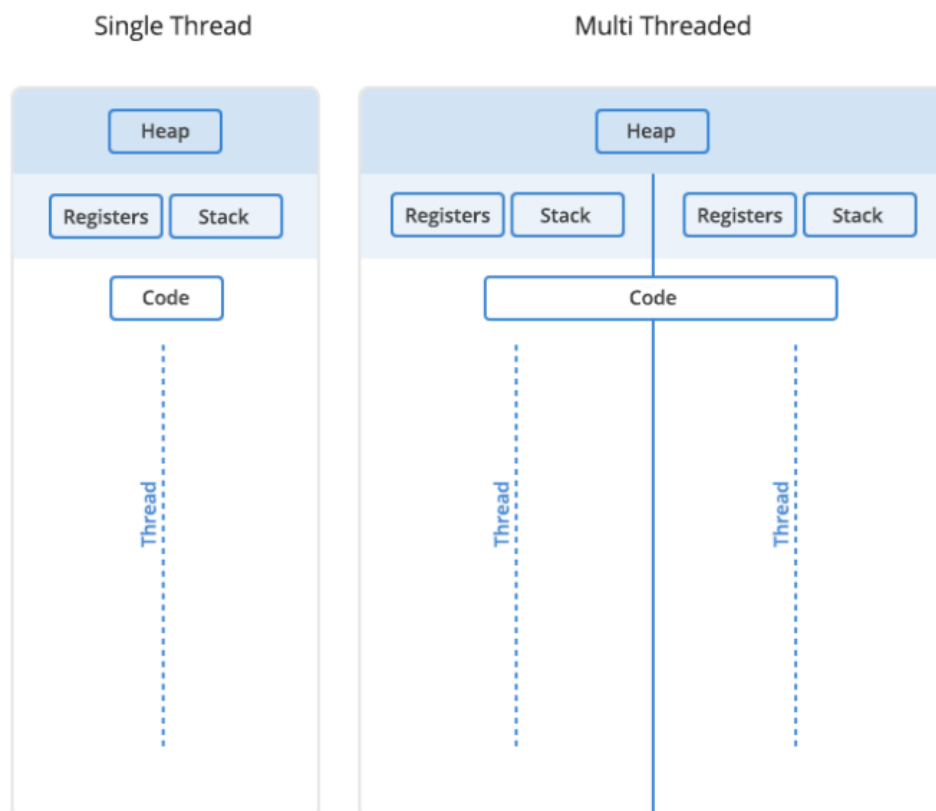 Single Thread
Multi Threaded
Heap
Heap
Registers
Stack
Registers
Stack
Registers
Stack
Code
Code
Thread
Thread
Thread